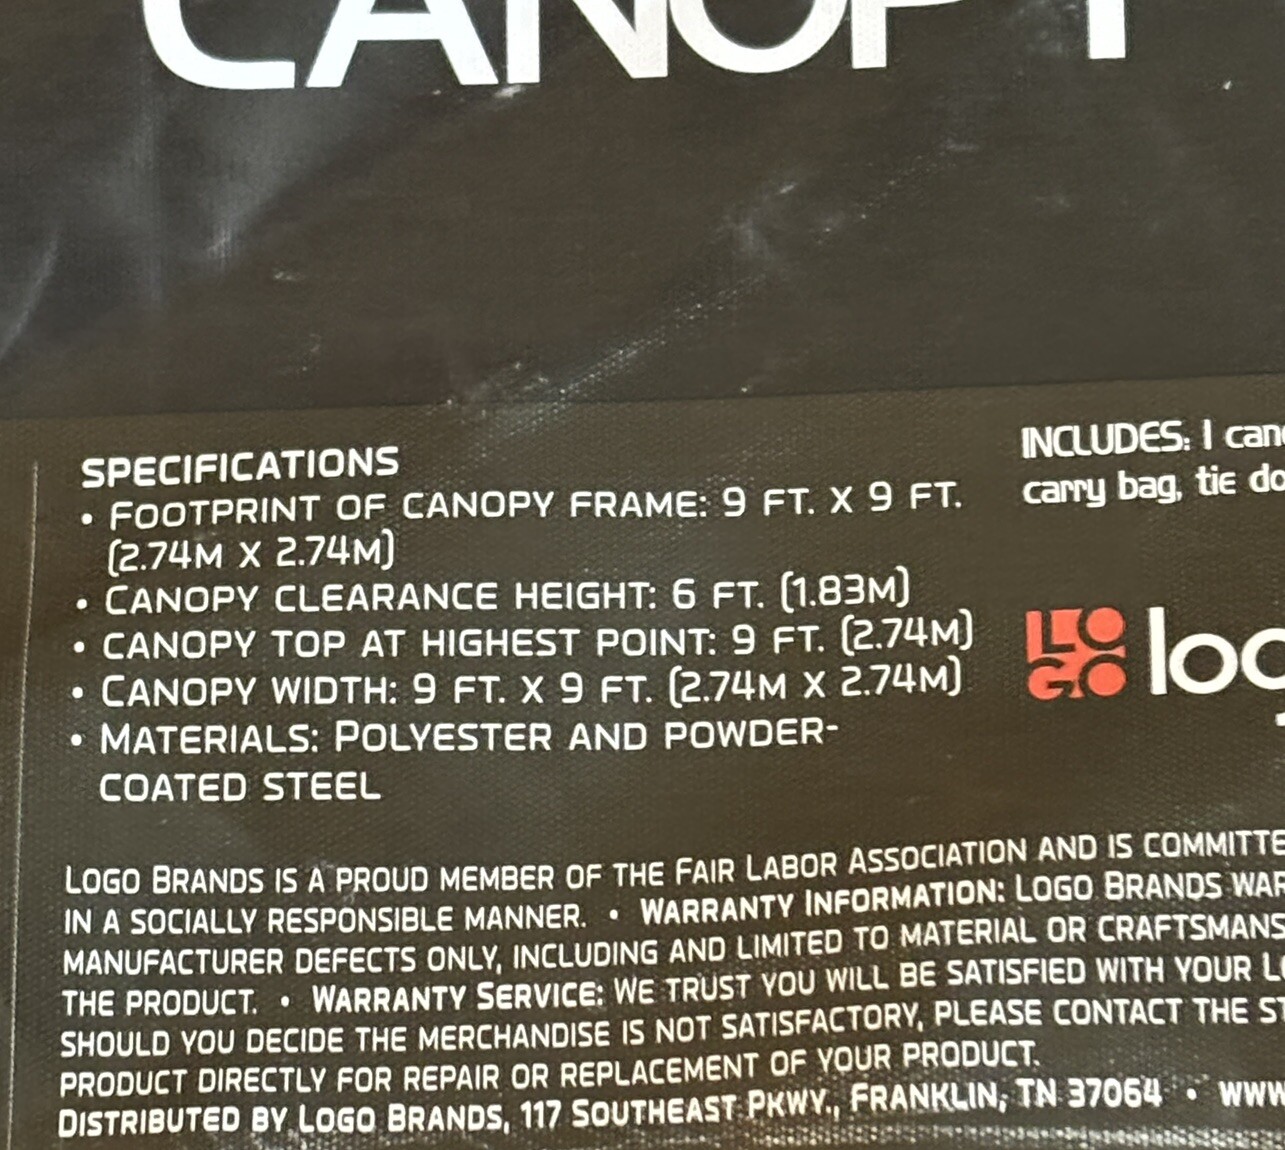 CANOPY
SPECIFICATIONS
• FOOTPRINT OF CANOPY FRAME: 9 FT. X 9 FT.
(2.74M X 2.74M)
• CANOPY CLEARANCE HEIGHT: 6 FT. (1.83M)
• CANOPY TOP AT HIGHEST POINT: 9 FT. (2.74M)
• CANOPY WIDTH: 9 FT. X 9 FT. (2.74M X 2.74M)
• MATERIALS: POLYESTER AND POWDER-
COATED STEEL
INCLUDES: 1
carry bag, tie
LOGO
LOGO BRANDS IS A PROUD MEMBER OF THE FAIR LABOR ASSOCIATION AND IS
IN A SOCIALLY RESPONSIBLE MANNER. • WARRANTY INFORMATION: LOGO BRANDS
MANUFACTURER DEFECTS ONLY, INCLUDING AND LIMITED TO MATERIAL OR
THE PRODUCT. • WARRANTY SERVICE: WE TRUST YOU WILL BE SATISFIED WITH YOUR
SHOULD YOU DECIDE THE MERCHANDISE IS NOT SATISFACTORY, PLEASE CONTACT THE
PRODUCT DIRECTLY FOR REPAIR OR REPLACEMENT OF YOUR PRODUCT.
DISTRIBUTED BY LOGO BRANDS, 117 SOUTHEAST PKWY., FRANKLIN, TN 37064 •